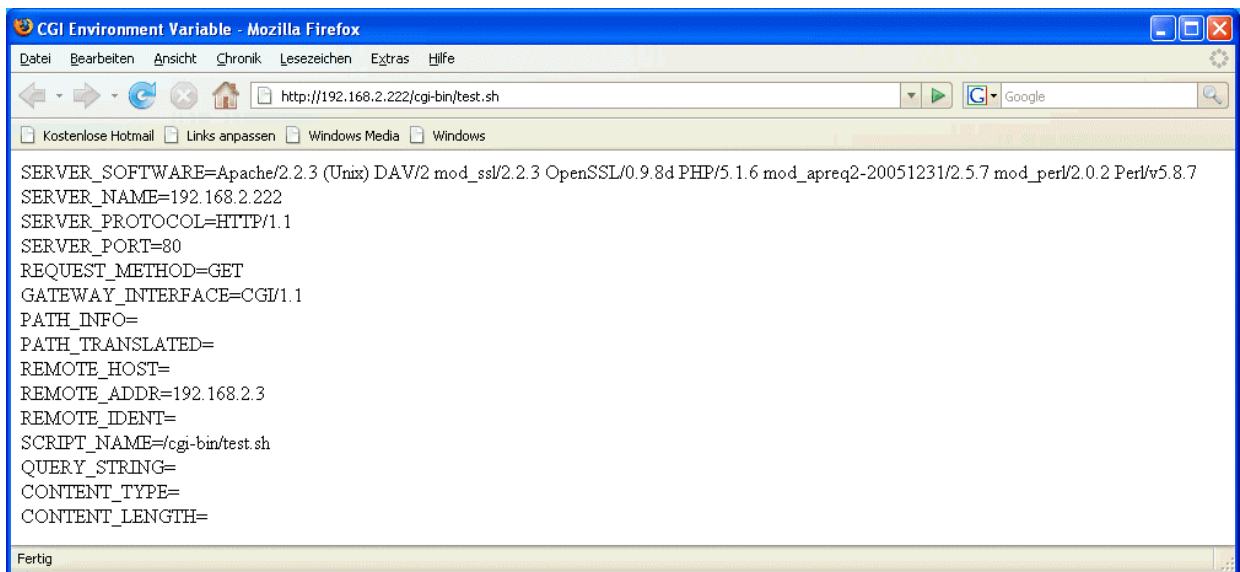 CGI Environment Variable - Mozilla Firefox
Datei Bearbeiten Ansicht Chronik Lesezeichen Extras Hilfe
http://192.168.2.222/cgi-bin/test.sh G Google
Kostenlose Hotmail Links anpassen Windows Media Windows
SERVER_SOFTWARE=Apache/2.2.3 (Unix) DAV/2 mod_ssl/2.2.3 OpenSSL/0.9.8d PHP/5.1.6 mod_apreq2-20051231/2.5.7 mod_perl/2.0.2 Perl/v5.8.7
SERVER_NAME=192.168.2.222
SERVER_PROTOCOL=HTTP/1.1
SERVER_PORT=80
REQUEST_METHOD=GET
GATEWAY_INTERFACE=CGI/1.1
PATH_INFO=
PATH_TRANSLATED=
REMOTE_HOST=
REMOTE_ADDR=192.168.2.3
REMOTE_IDENT=
SCRIPT_NAME=/cgi-bin/test.sh
QUERY_STRING=
CONTENT_TYPE=
CONTENT_LENGTH=
Fertig